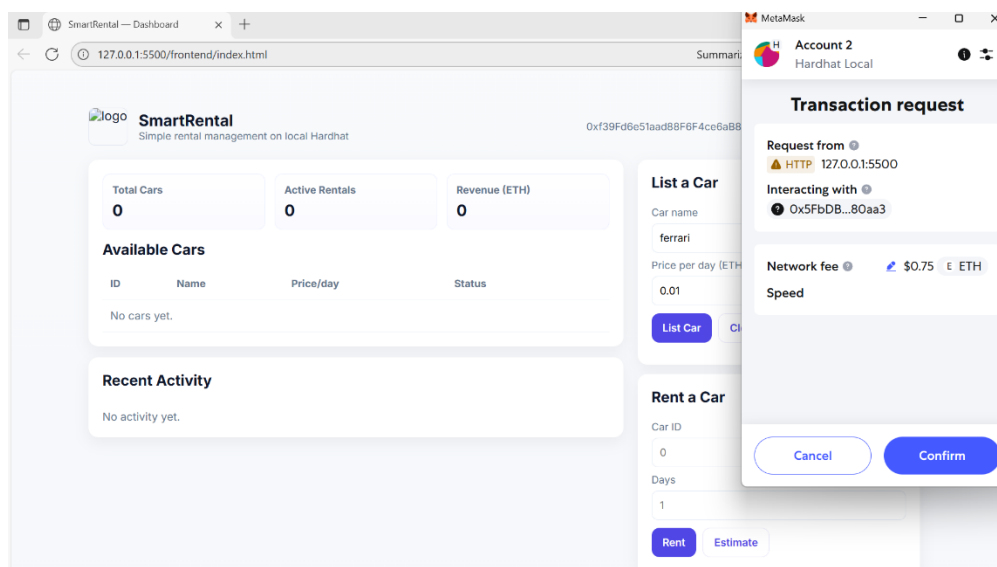 SmartRental — Dashboard
127.0.0.1:5500/frontend/index.html
logo
SmartRental
Simple rental management on local Hardhat
0xf39Fd6e51aad88F6F4ce6aB8
Total Cars
0
Active Rentals
0
Revenue (ETH)
0
Available Cars
ID Name Price/day Status
No cars yet.
Recent Activity
No activity yet.
List a Car
Car name
ferrari
Price per day (ETH
0.01
List Car
Rent a Car
Car ID
0
Days
1
Rent Estimate
MetaMask
H
Account 2
Hardhat Local
Transaction request
Request from
HTTP 127.0.0.1:5500
Interacting with
0x5FbDB...80aa3
Network fee $0.75 E ETH
Speed
Cancel Confirm